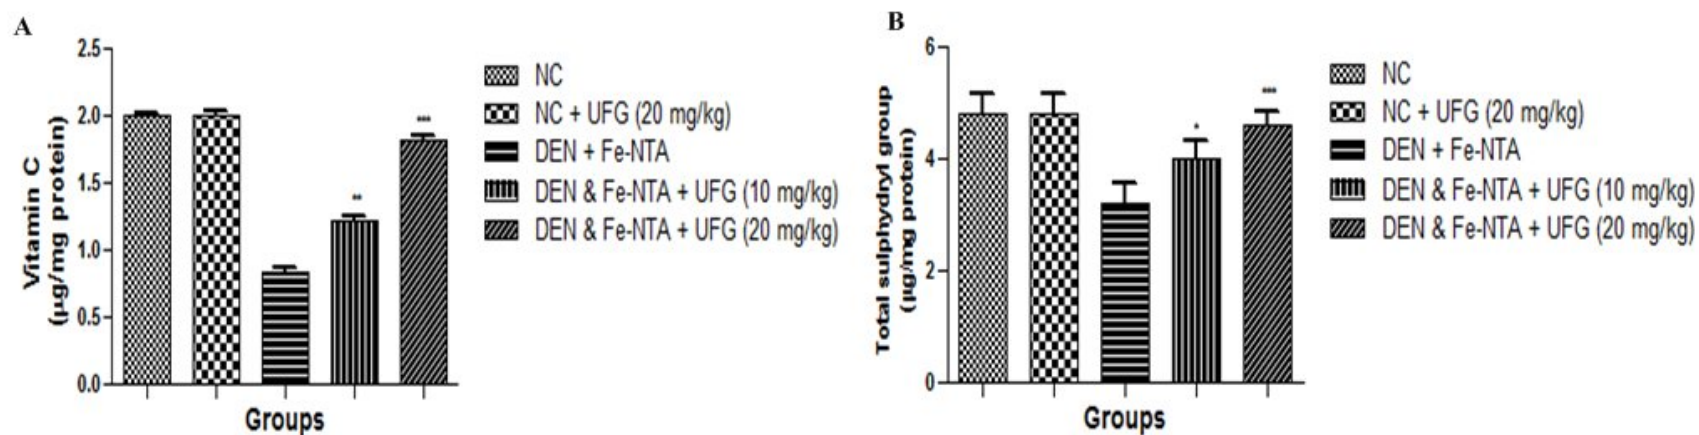 A
2.5
2.0
1.5
1.0
0.5
0.0
Vitamin C
(µg/mg protein)
**
***
Groups
NC
NC + UFG (20 mg/kg)
DEN + Fe-NTA
DEN & Fe-NTA + UFG (10 mg/kg)
DEN & Fe-NTA + UFG (20 mg/kg)
B
6
4
2
0
Total sulphydryl group
(µg/mg protein)
*
***
Groups
NC
NC + UFG (20 mg/kg)
DEN + Fe-NTA
DEN & Fe-NTA + UFG (10 mg/kg)
DEN & Fe-NTA + UFG (20 mg/kg)